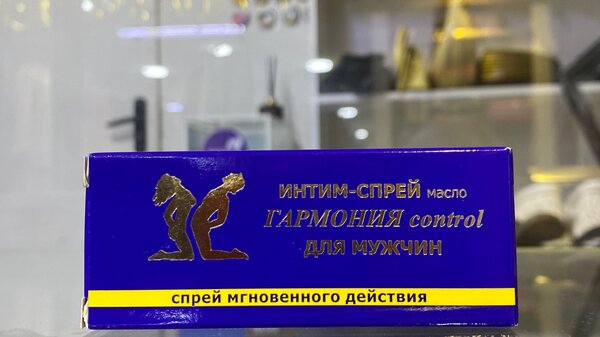 ИНТИМ-СПРЕЙ масло
ГАРМОНИЯ control
ДЛЯ МУЖЧИН
спрей мгновенного действия